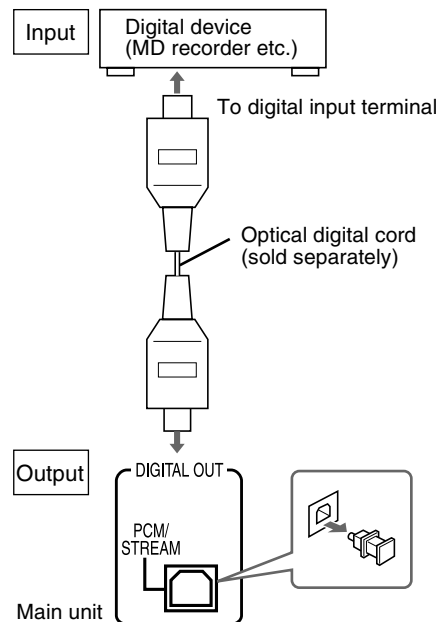 Input
Digital device
(MD recorder etc.)
To digital input terminal
Optical digital cord
(sold separately)
Output
DIGITAL OUT
PCM/
STREAM
Main unit